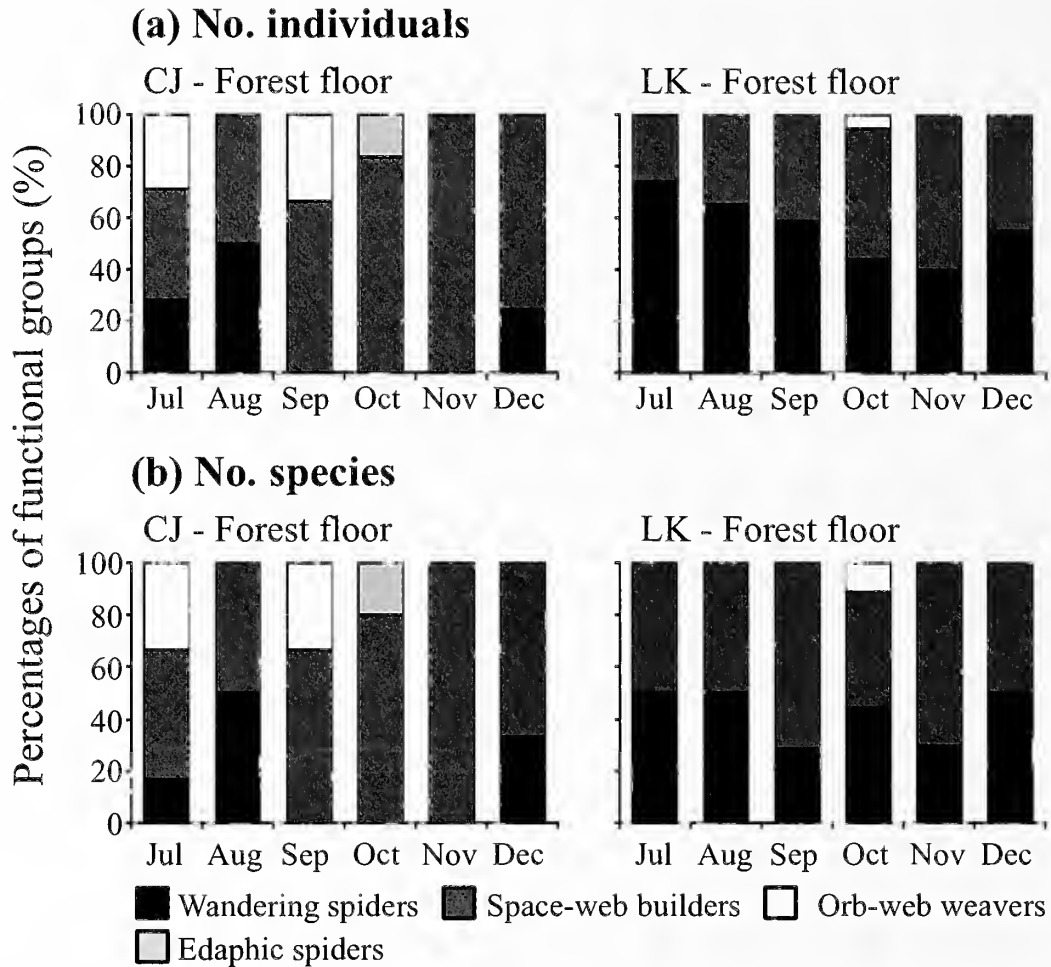 (a) No. individuals
CJ - Forest floor
LK - Forest floor
100
80
60
40
20
0
Jul Aug Sep Oct Nov Dec
Jul Aug Sep Oct Nov Dec
Percentages of functional groups (%)
(b) No. species
CJ - Forest floor
LK - Forest floor
100
80
60
40
20
0
Jul Aug Sep Oct Nov Dec
Jul Aug Sep Oct Nov Dec
Wandering spiders Space-web builders Orb-web weavers
Edaphic spiders